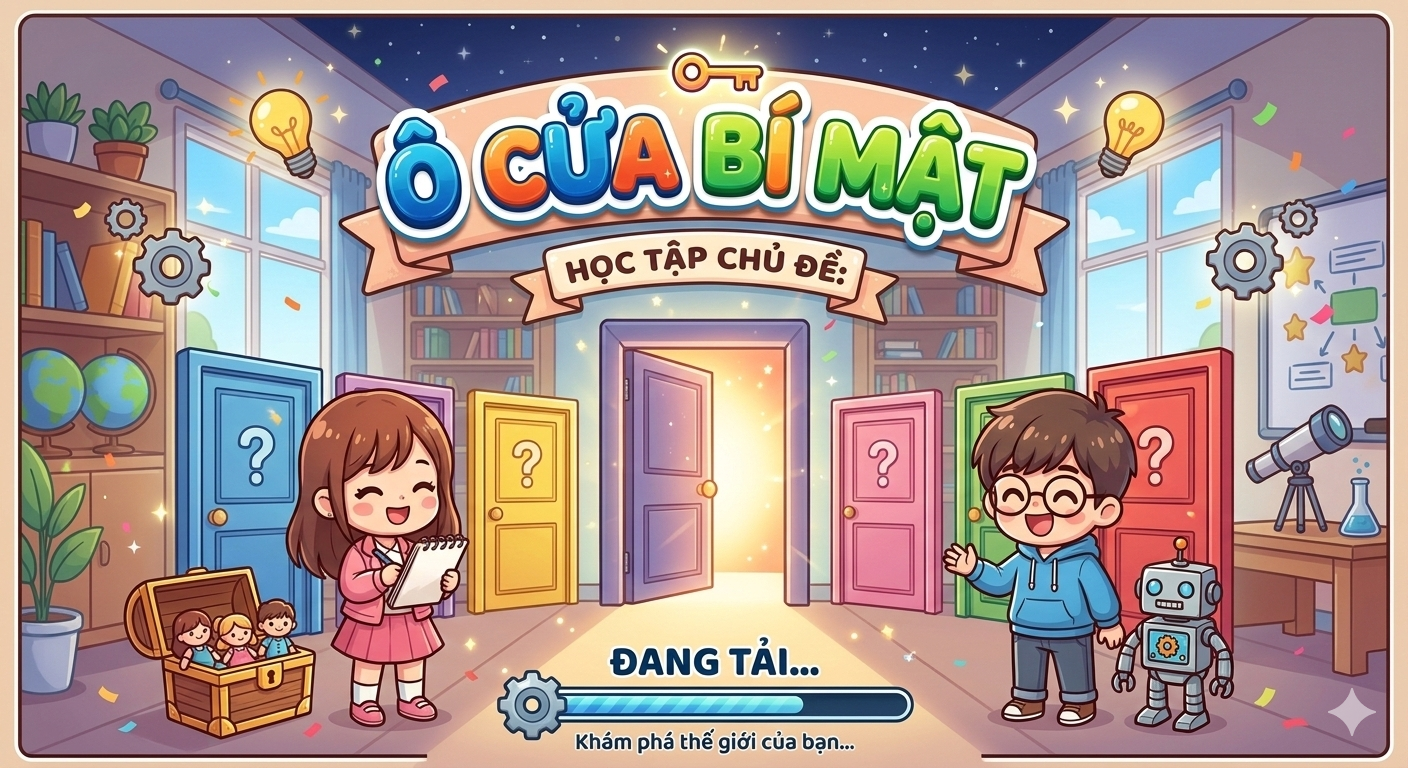 Ô CỬA BÍ MẬT
HỌC TẬP CHỦ ĐỀ:
?
?
?
?
ĐANG TẢI...
Khám phá thế giới của bạn...